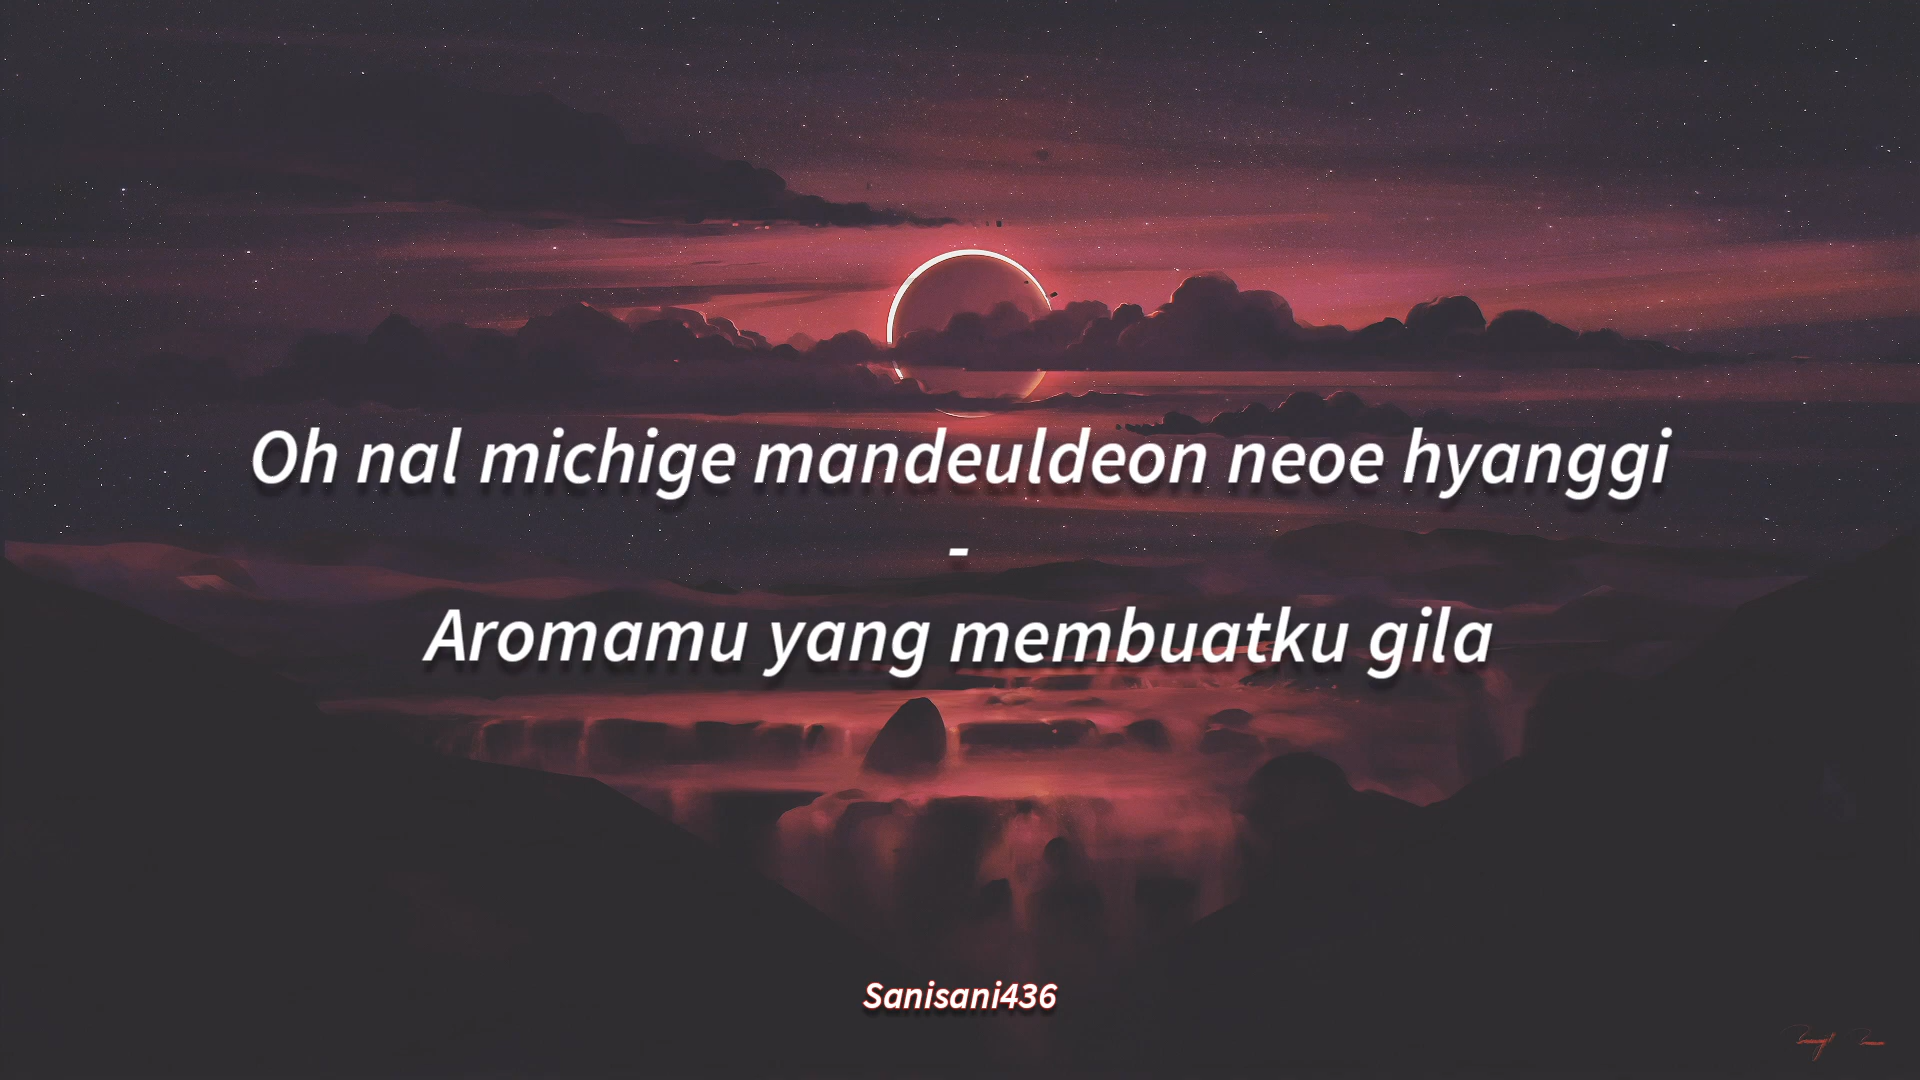 Oh nal michige mandeuldeon neoe hyanggi
-
Aromamu yang membuatku gila
Sanisani436